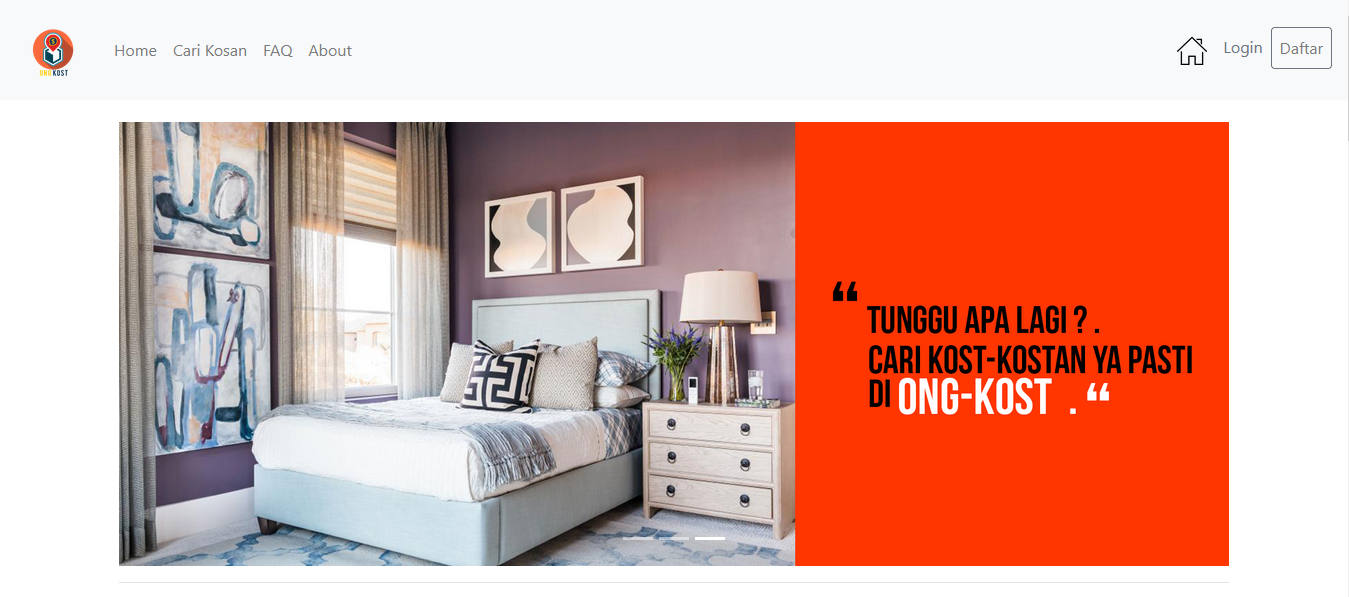 ONG KOST
Home
Cari Kosan
FAQ
About
Login
Daftar
“ TUNGGU APA LAGI ? .
CARI KOST-KOSTAN YA PASTI
DI ONG-KOST . “